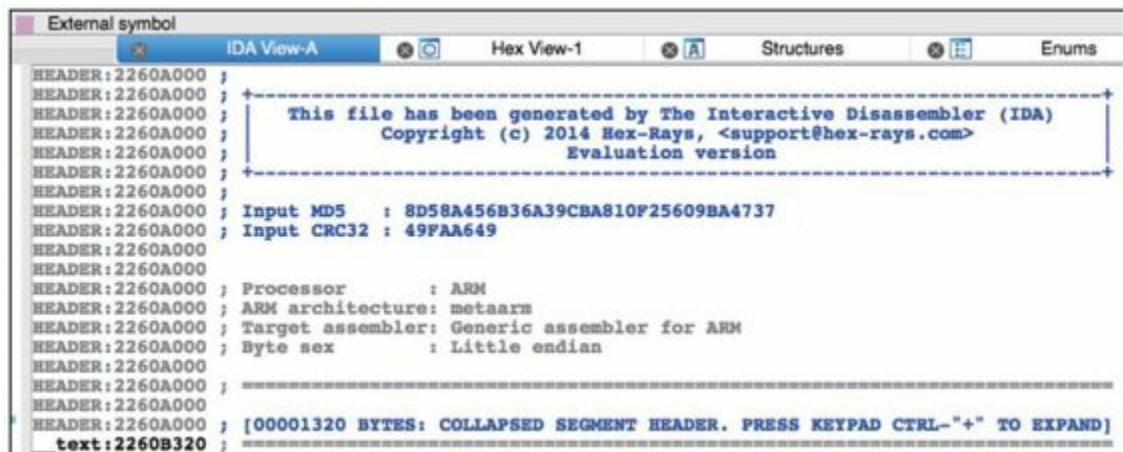 External symbol
IDA View-A Hex View-1 A Structures Enums
HEADER:2260A000 ;
HEADER:2260A000 ; +-----------------------------------------------------------------------------+
HEADER:2260A000 ; | This file has been generated by The Interactive Disassembler (IDA) |
HEADER:2260A000 ; | Copyright (c) 2014 Hex-Rays, <support@hex-rays.com> |
HEADER:2260A000 ; | Evaluation version |
HEADER:2260A000 ; +-----------------------------------------------------------------------------+
HEADER:2260A000 ;
HEADER:2260A000 ; Input MD5 : 8D58A456B36A39CBA810F25609BA4737
HEADER:2260A000 ; Input CRC32 : 49FAA649
HEADER:2260A000
HEADER:2260A000
HEADER:2260A000 ; Processor : ARM
HEADER:2260A000 ; ARM architecture: metaarm
HEADER:2260A000 ; Target assembler: Generic assembler for ARM
HEADER:2260A000 ; Byte sex : Little endian
HEADER:2260A000
HEADER:2260A000 ; ===========================================================================
HEADER:2260A000
HEADER:2260A000 ; [00001320 BYTES: COLLAPSED SEGMENT HEADER. PRESS KEYPAD CTRL-"+" TO EXPAND]
__text:2260B320 ; ===========================================================================